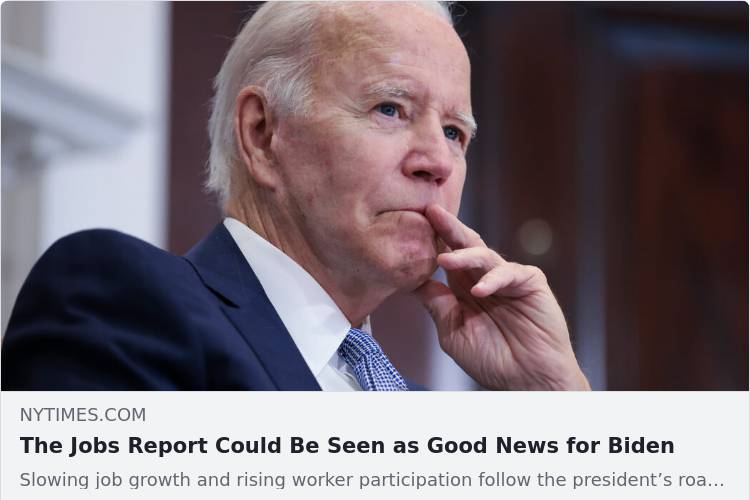 NYTIMES.COM
The Jobs Report Could Be Seen as Good News for Biden
Slowing job growth and rising worker participation follow the president’s roa…